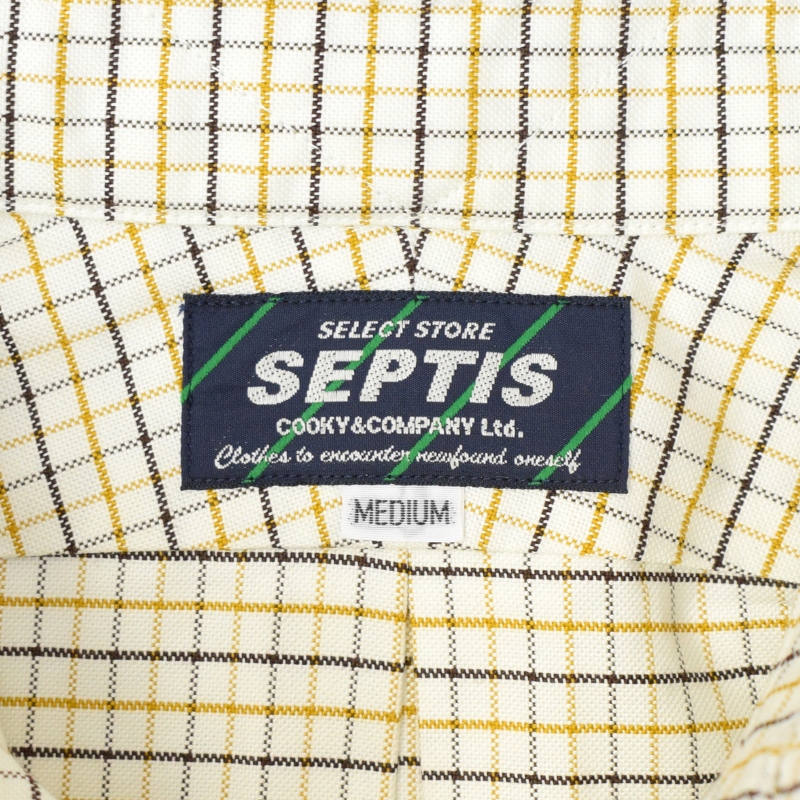 SELECT STORE
SEPTIS
COOKY&COMPANY Ltd.
Clothes to encounter newfound oneself
MEDIUM